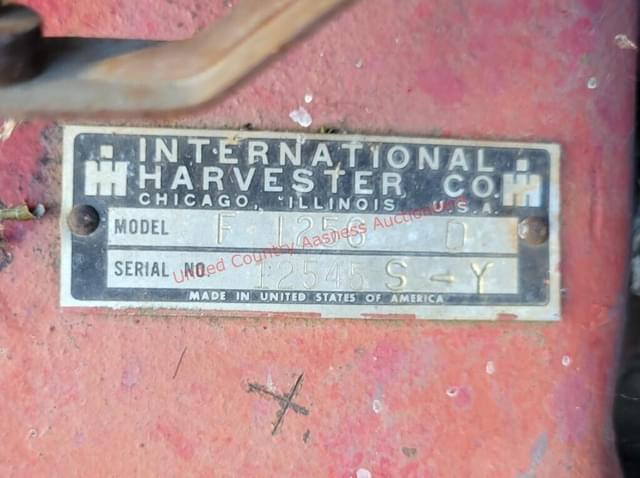 INTERNATIONAL
HARVESTER CO.
CHICAGO, ILLINOIS U.S.A.
MODEL F 1256 D
SERIAL NO. 12545 S-Y
MADE IN UNITED STATES OF AMERICA
United Country Aasness Auctioneers